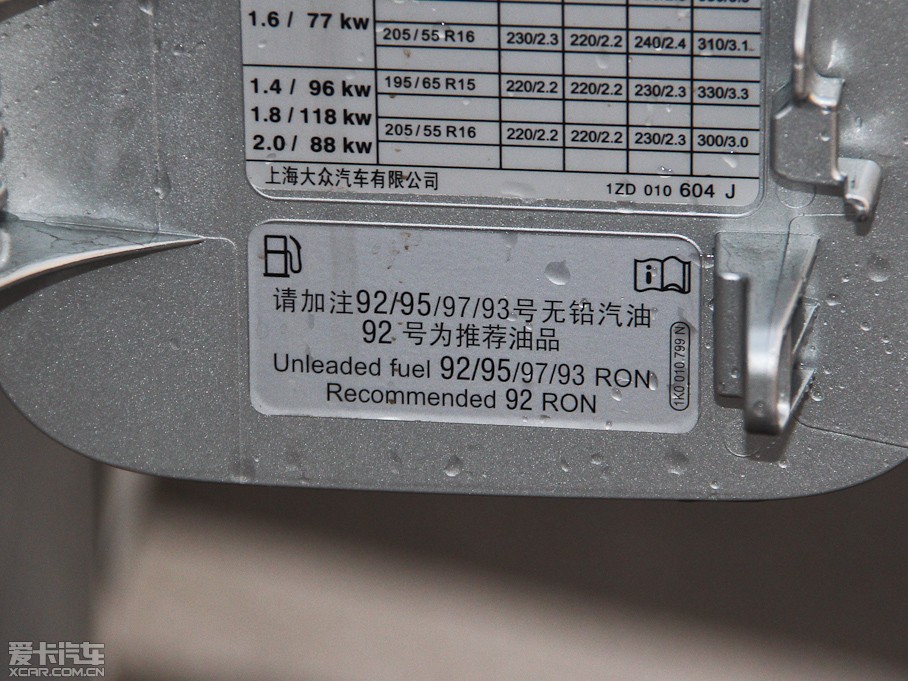 1.6 / 77 kw
205/55 R16 230/2.3 220/2.2 240/2.4 310/3.1
1.4 / 96 kw 195/65 R15 220/2.2 220/2.2 230/2.3 330/3.3
1.8 / 118 kw
2.0 / 88 kw 205/55 R16 220/2.2 220/2.2 230/2.3 300/3.0
上海大众汽车有限公司 1ZD 010 604 J
请加注92/95/97/93号无铅汽油
92 号为推荐油品
Unleaded fuel 92/95/97/93 RON
Recommended 92 RON
1K0 010 799 N
爱卡汽车
XCAR.COM.CN